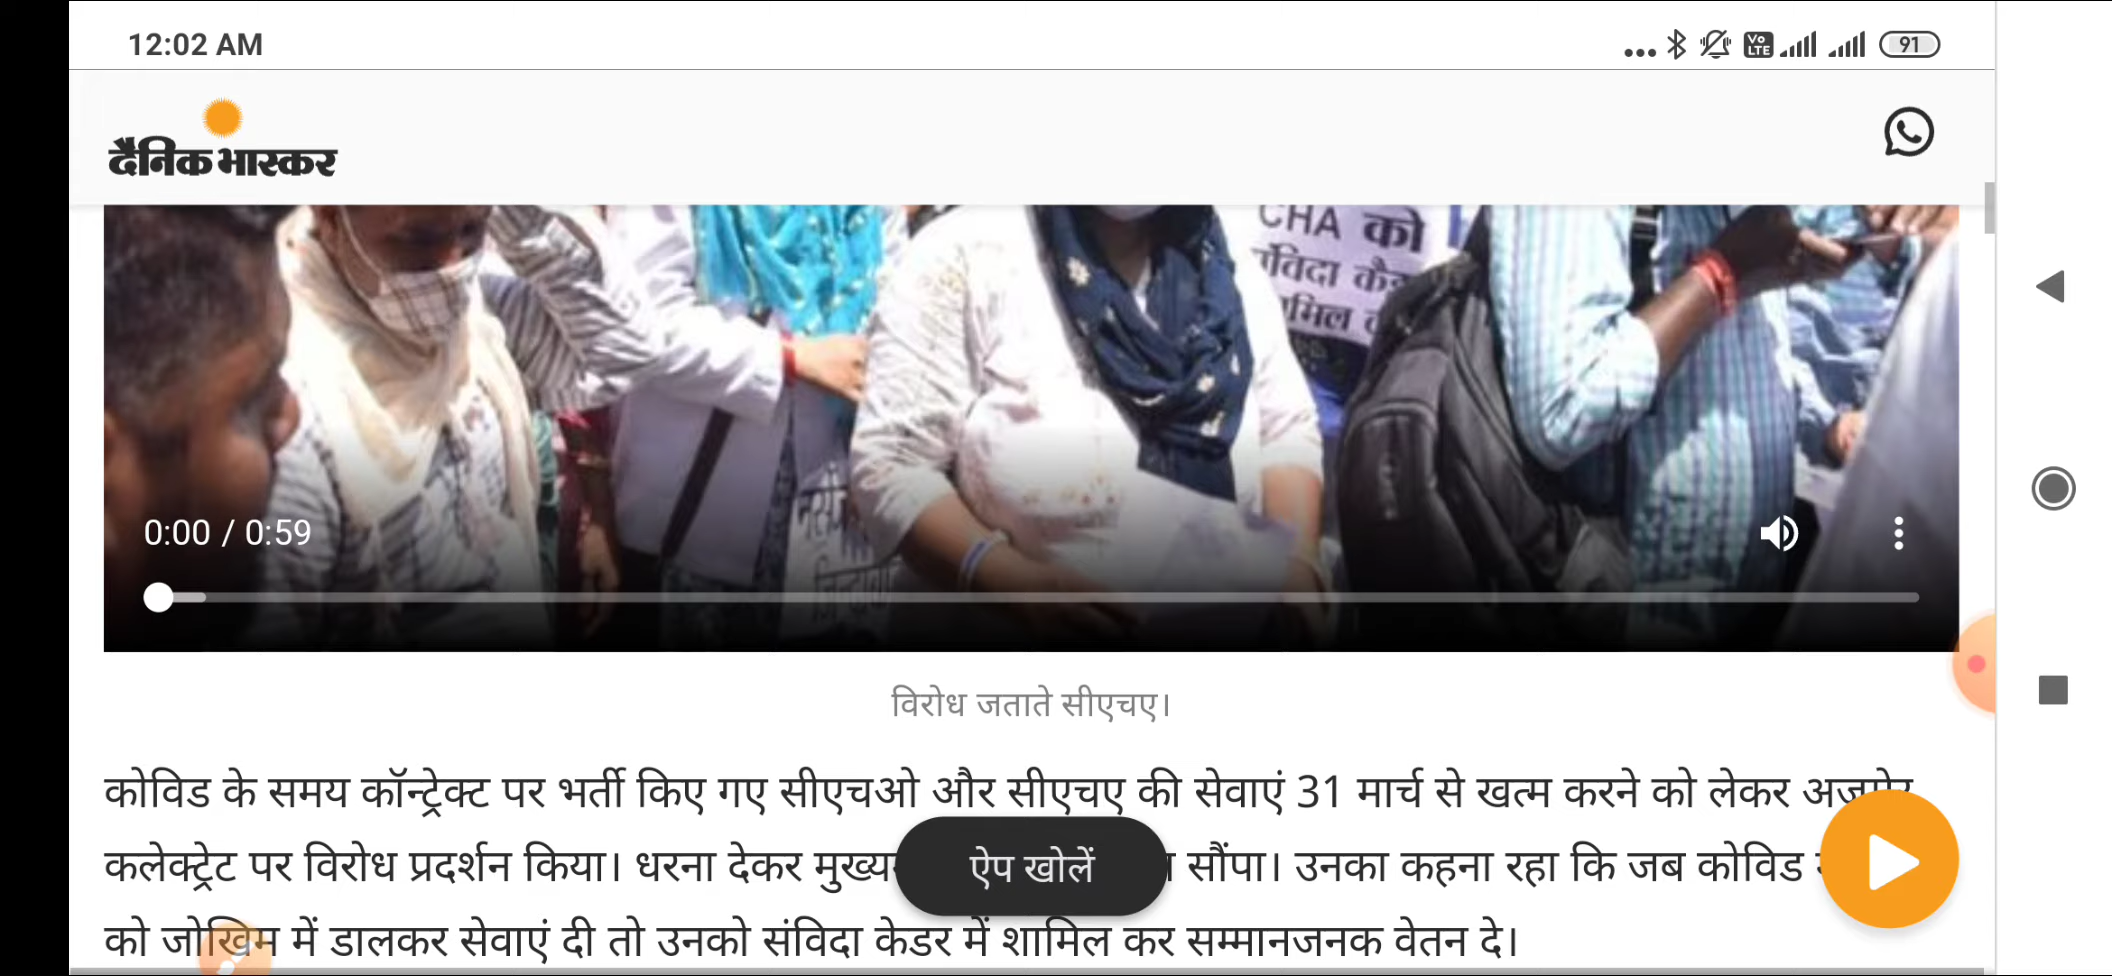 12:02 AM
VoLTE
91
दैनिक भास्कर
CHA को
0:00 / 0:59
विरोध जताते सीएचए।
कोविड के समय कॉन्ट्रेक्ट पर भर्ती किए गए सीएचओ और सीएचए की सेवाएं 31 मार्च से खत्म करने को लेकर अजमेर
कलेक्ट्रेट पर विरोध प्रदर्शन किया। धरना देकर सौंपा। उनका कहना रहा कि जब कोविड
ऐप खोलें
को जोखिम में डालकर सेवाएं दी तो उनको संविदा केडर में शामिल कर सम्मानजनक वेतन दे।